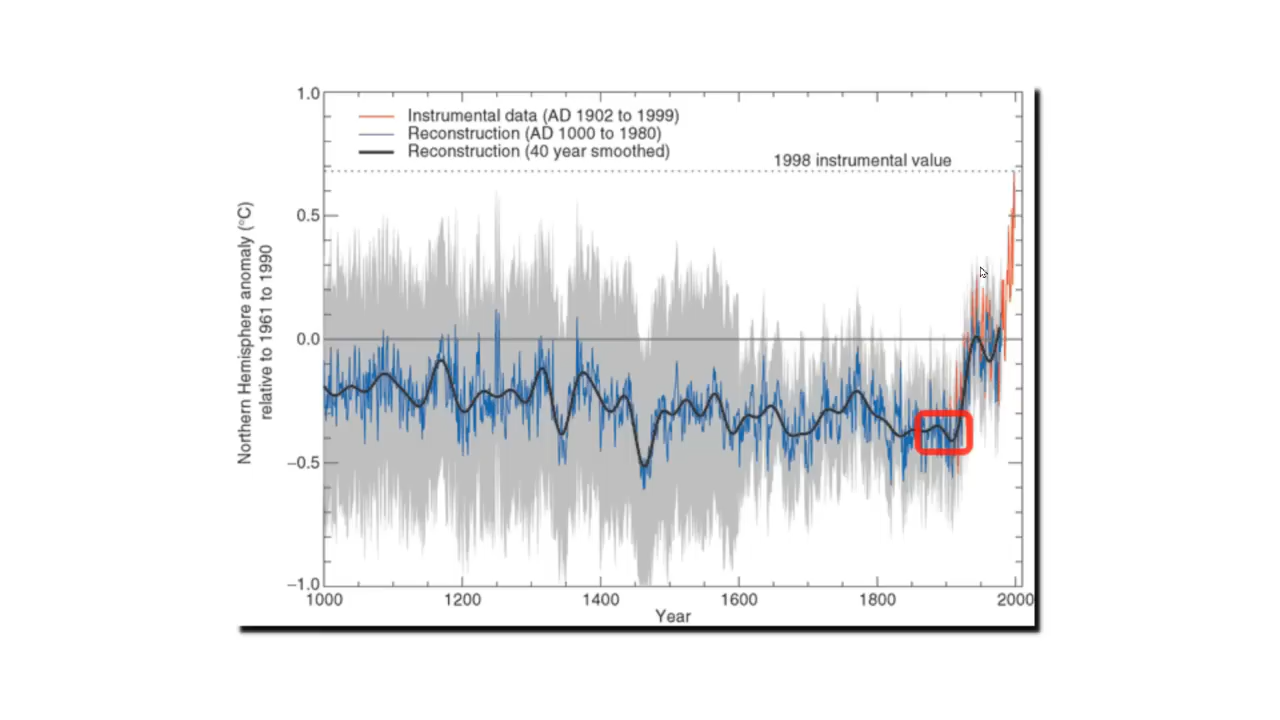 1.0
Instrumental data (AD 1902 to 1999)
Reconstruction (AD 1000 to 1980)
Reconstruction (40 year smoothed)
1998 instrumental value
0.5
Northern Hemisphere anomaly (°C)
relative to 1961 to 1990
0.0
−0.5
−1.0
1000 1200 1400 1600 1800 2000
Year